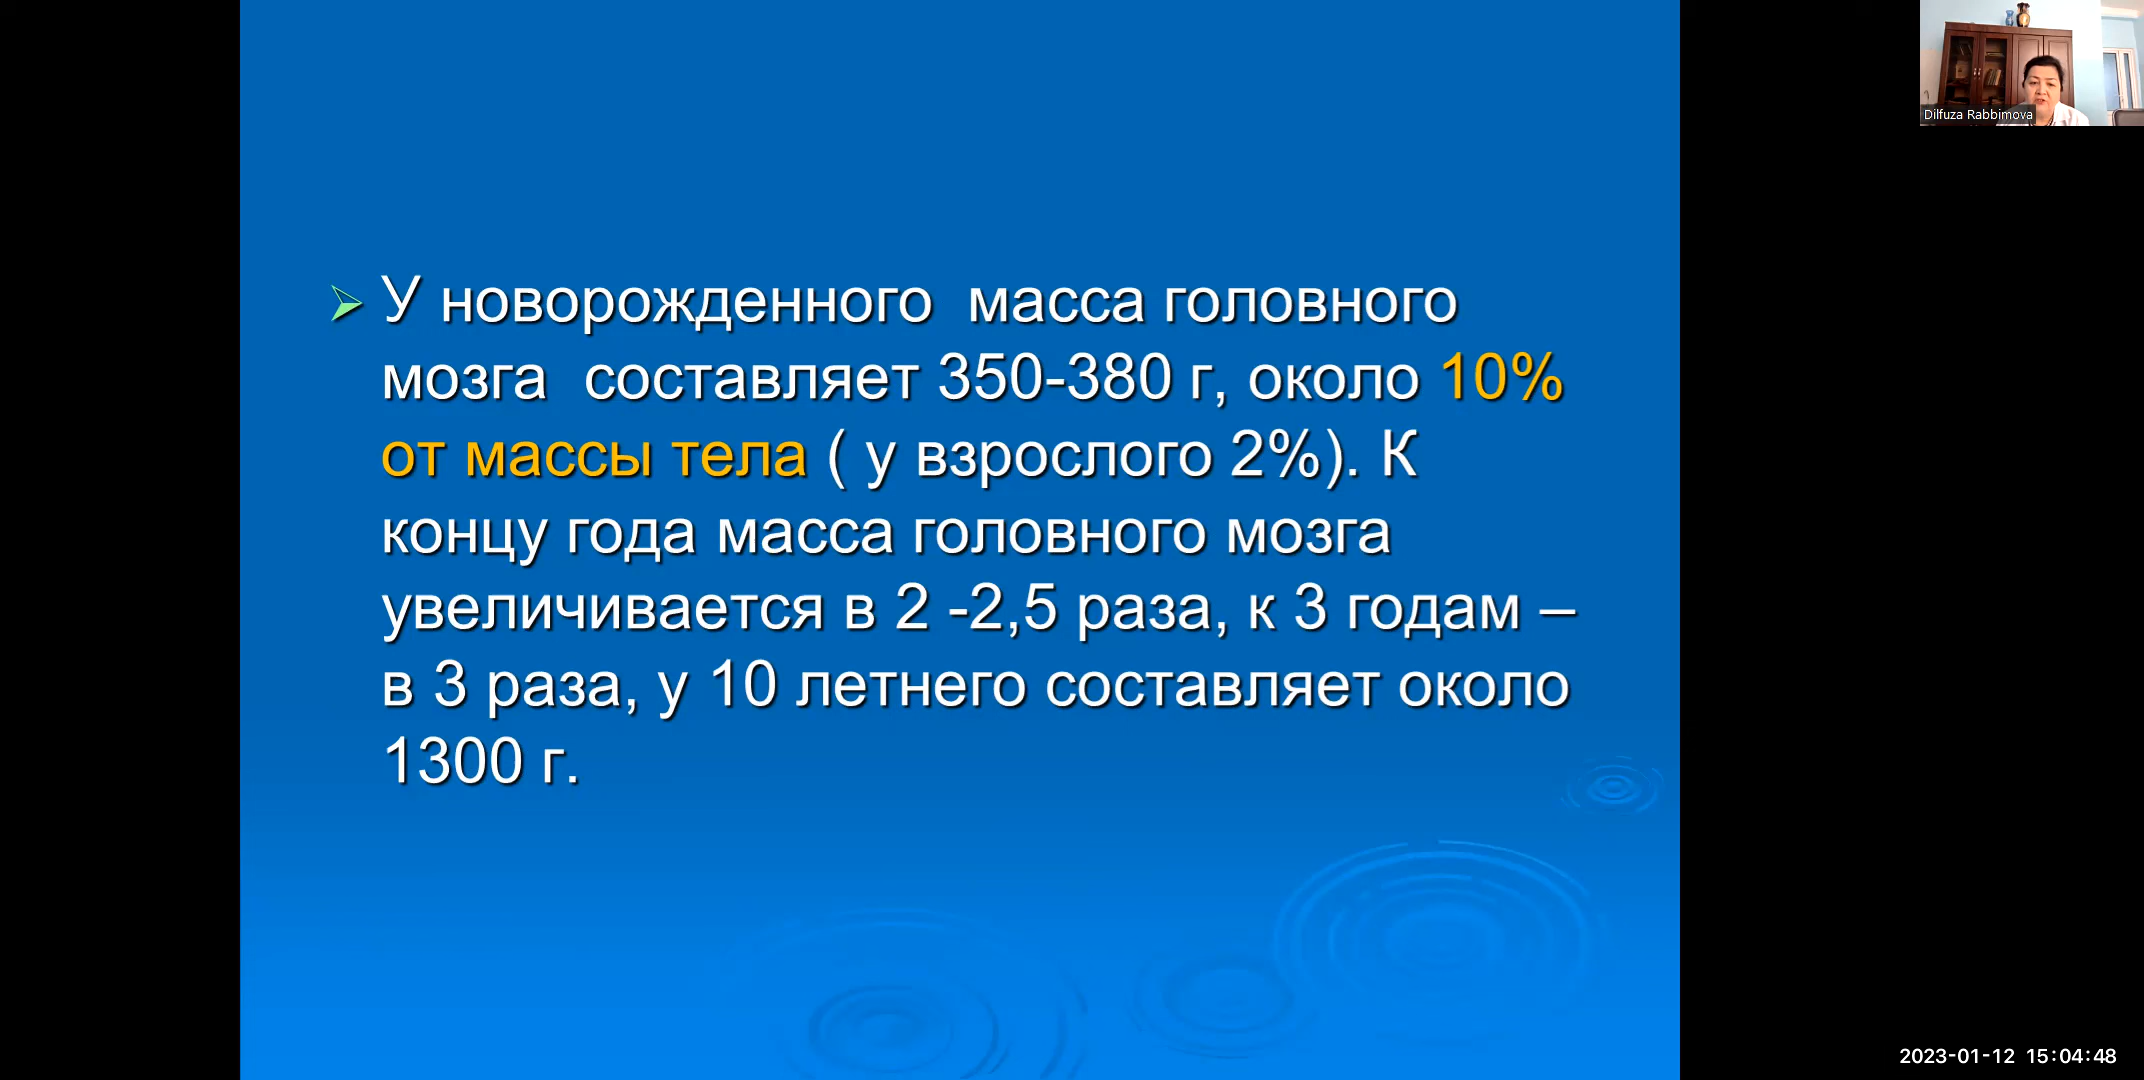 У новорожденного масса головного
мозга составляет 350-380 г, около 10%
от массы тела ( у взрослого 2%). К
концу года масса головного мозга
увеличивается в 2 -2,5 раза, к 3 годам –
в 3 раза, у 10 летнего составляет около
1300 г.
Dilfuza Rabbimova
2023-01-12 15:04:48